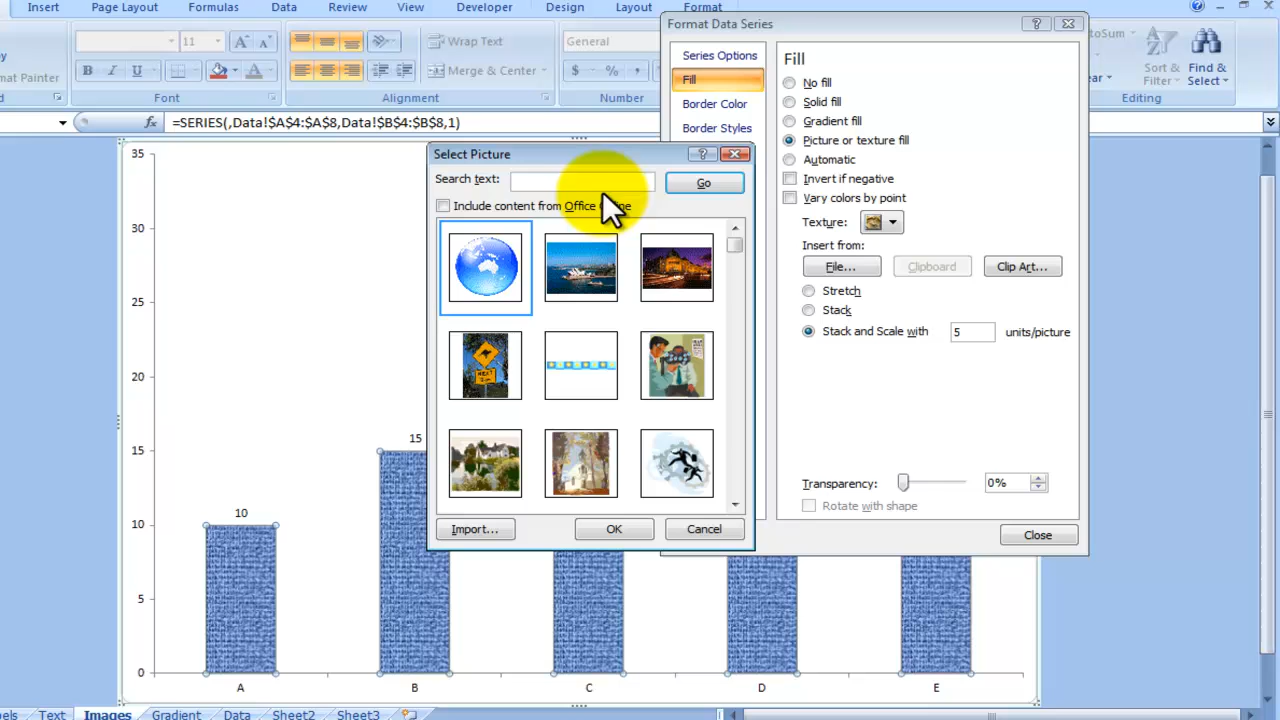 Insert Page Layout Formulas Data Review View Developer Design Layout Format
Format Data Series
11 A A Wrap Text General
B I U Merge & Center $ % ,
Format Painter
Font Alignment Number
Sort & Filter
Find & Select
Editing
fx =SERIES(,Data!$A$4:$A$8,Data!$B$4:$B$8,1)
Series Options
Fill
Border Color
Border Styles
Fill
No fill
Solid fill
Gradient fill
Picture or texture fill
Automatic
Invert if negative
Vary colors by point
Texture:
Insert from:
File... Clipboard Clip Art...
Stretch
Stack
Stack and Scale with 5 units/picture
Transparency: 0%
Rotate with shape
Close
Select Picture
Search text: Go
Include content from Office Online
NEXT
Import... OK Cancel
35
30
25
20
15
10
5
0
10
15
A B C D E
Text Images Gradient Data Sheet2 Sheet3